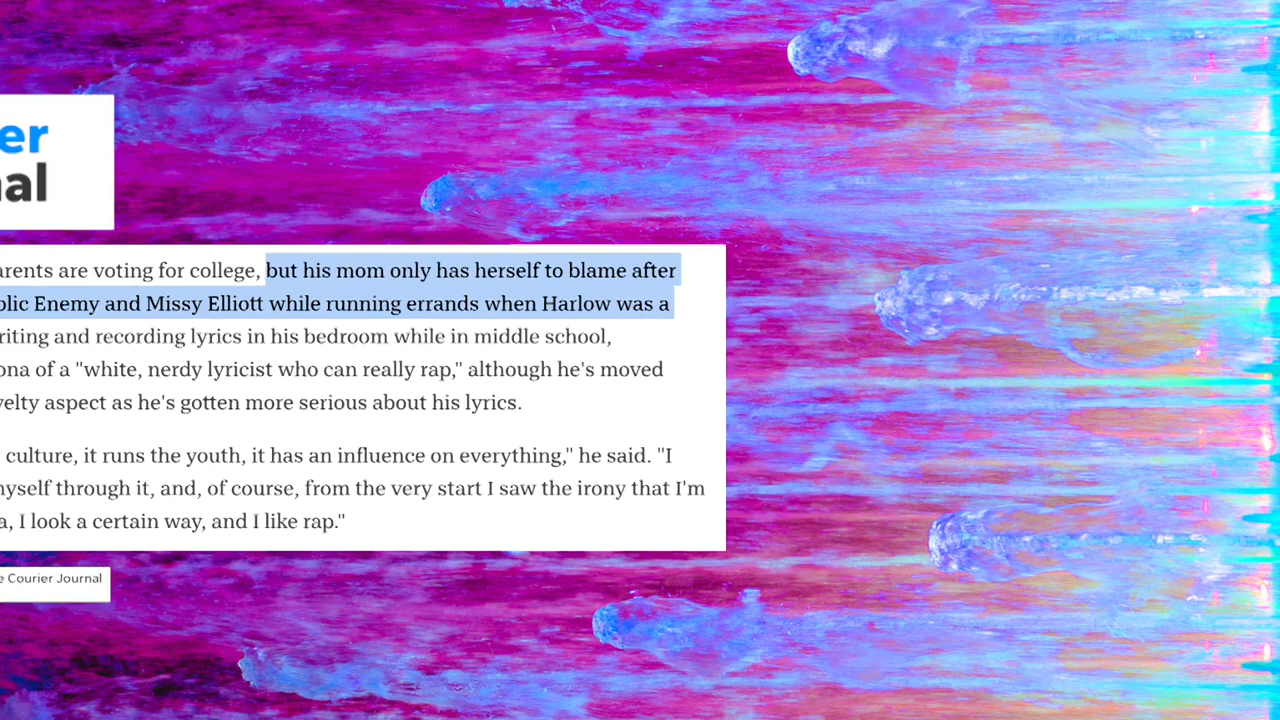 er
al
arents are voting for college, but his mom only has herself to blame after
blic Enemy and Missy Elliott while running errands when Harlow was a
riting and recording lyrics in his bedroom while in middle school,
ona of a "white, nerdy lyricist who can really rap," although he's moved
velty aspect as he's gotten more serious about his lyrics.
culture, it runs the youth, it has an influence on everything," he said. "I
myself through it, and, of course, from the very start I saw the irony that I'm
a, I look a certain way, and I like rap."
e Courier Journal